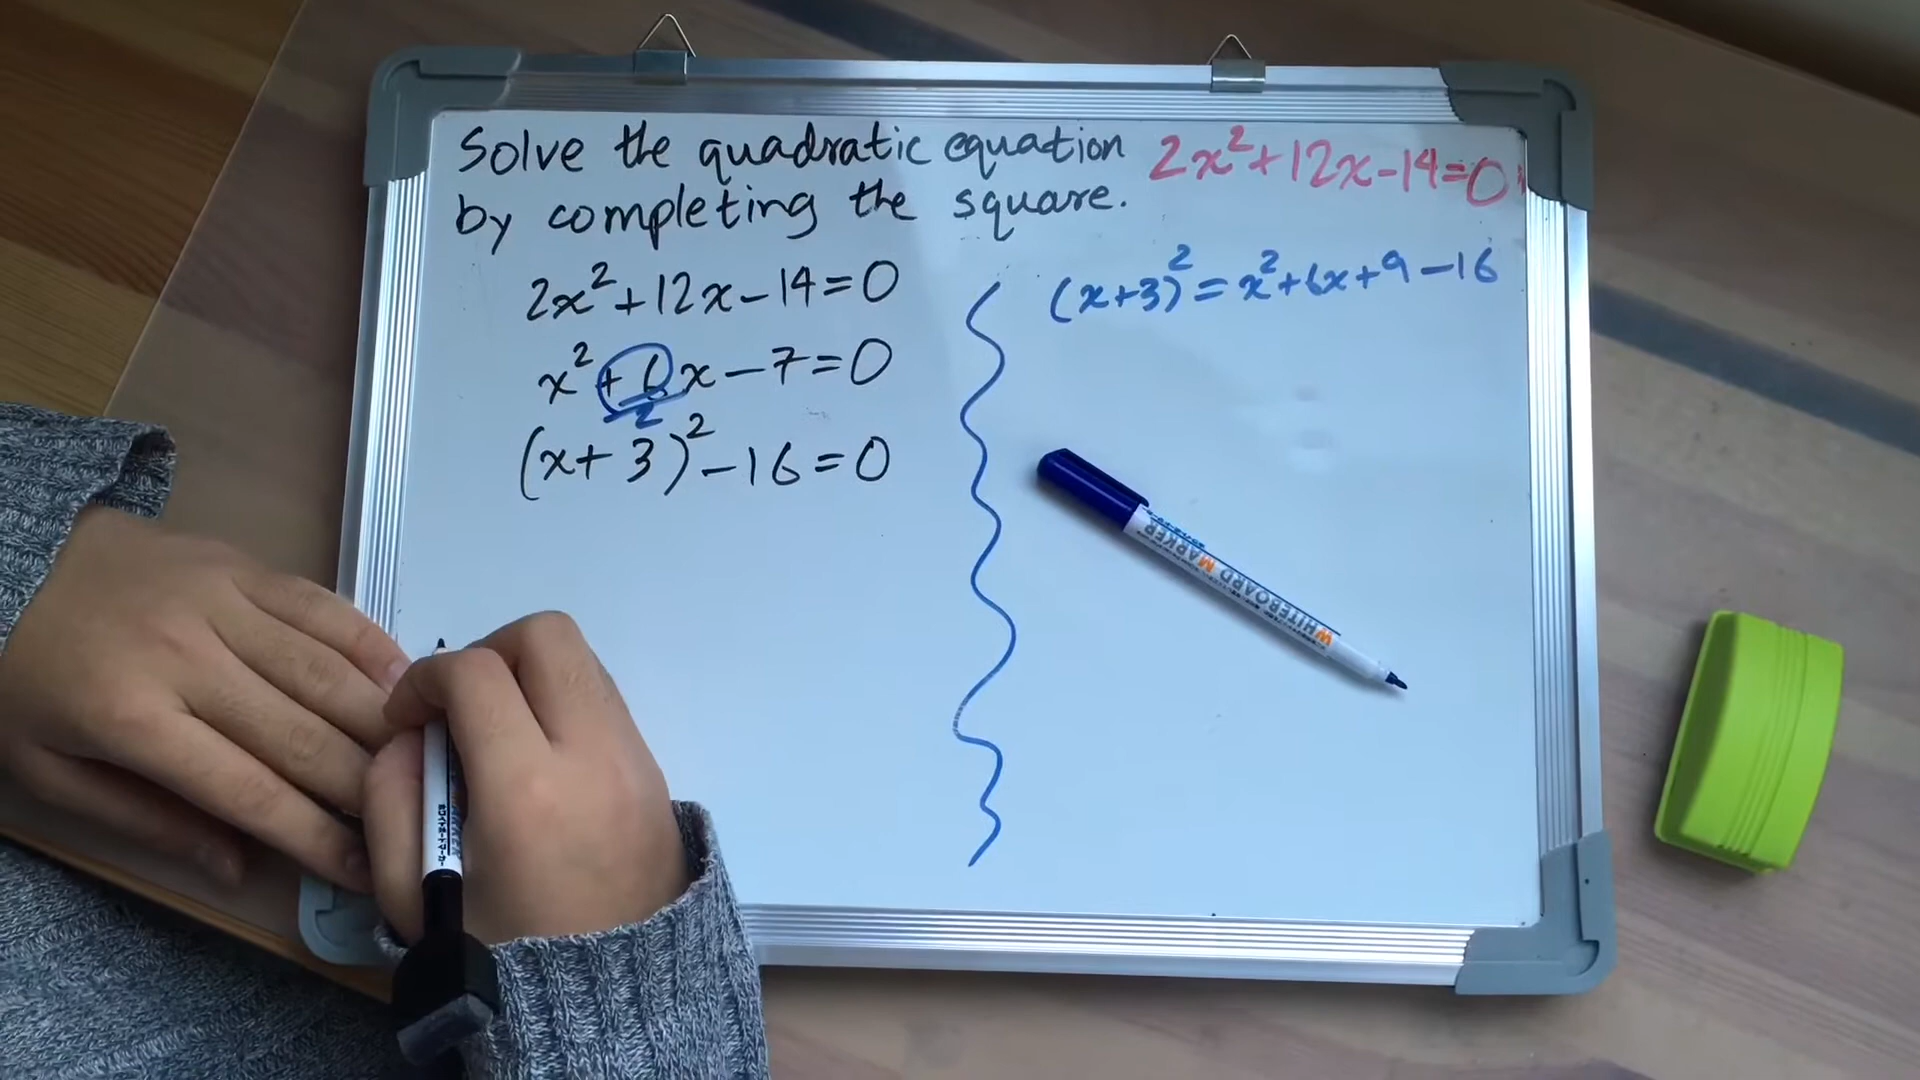 Solve the quadratic equation 2x²+12x-14=0
by completing the square.
2x²+12x-14=0
x²+6x-7=0
2
(x+3)²-16=0
(x+3)²=x²+6x+9-16
WHITEBOARD MARKER